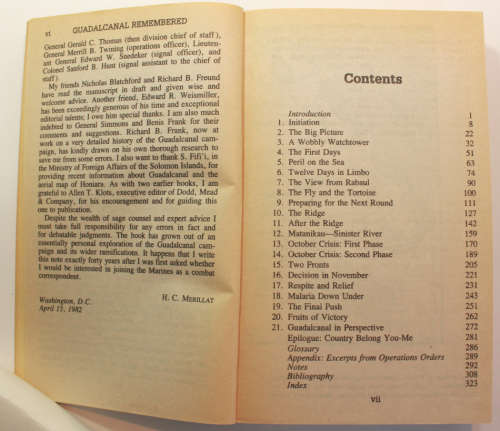 vi GUADALCANAL REMEMBERED
General Gerald C. Thomas (then division chief of staff),
General Merrill B. Twining (operations officer), Lieuten-
ant General Edward W. Snedeker (signal officer), and
Colonel Sanford B. Hunt (signal assistant to the chief of
staff).
My friends Nicholas Blatchford and Richard B. Freund
have read the manuscript in draft and given wise and
welcome advice. Another friend, Edward R. Weismiller,
has been exceedingly generous of his time and exceptional
editorial talents; I owe him special thanks. I am also much
indebted to General Simmons and Benis Frank for their
comments and suggestions. Richard B. Frank, now at
work on a very detailed history of the Guadalcanal cam-
paign, has kindly drawn on his own thorough research to
save me from some errors. I also want to thank S. Fifi'i, in
the Ministry of Foreign Affairs of the Solomon Islands, for
providing recent information about Guadalcanal and the
aerial map of Honiara. As with two earlier books, I am
grateful to Allen T. Klots, executive editor of Dodd, Mead
& Company, for his encouragement and for guiding this
one to publication.
Despite the wealth of sage counsel and expert advice I
must take full responsibility for any errors in fact and
for debatable judgments. The book has grown out of an
essentially personal exploration of the Guadalcanal cam-
paign and its wider ramifications. It happens that I write
this note exactly forty years after I was first asked whether
I would be interested in joining the Marines as a combat
correspondent.
H. C. MERILLAT
Washington, D.C.
April 15, 1982
Contents
Introduction 1
1. Initiation 8
2. The Big Picture 22
3. A Wobbly Watchtower 32
4. The First Days 51
5. Peril on the Sea 63
6. Twelve Days in Limbo 74
7. The View from Rabaul 90
8. The Fly and the Tortoise 100
9. Preparing for the Next Round 111
10. The Ridge 127
11. After the Ridge 142
12. Matanikau—Sinister River 159
13. October Crisis: First Phase 170
14. October Crisis: Second Phase 189
15. Two Fronts 205
16. Decision in November 221
17. Respite and Relief 231
18. Malaria Down Under 243
19. The Final Push 251
20. Fruits of Victory 262
21. Guadalcanal in Perspective 272
Epilogue: Country Belong You-Me 281
Glossary 286
Appendix: Excerpts from Operations Orders 289
Notes 292
Bibliography 308
Index 323
vii